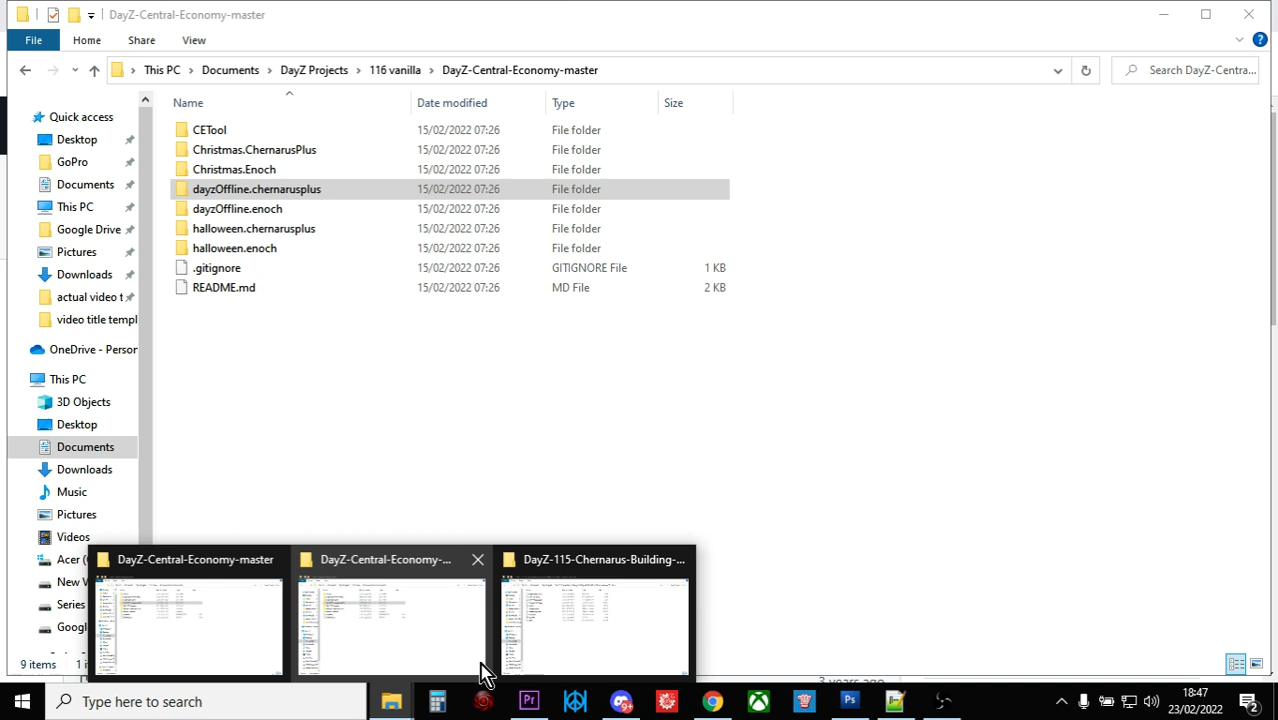 DayZ-Central-Economy-master
File
Home
Share
View
This PC
Documents
DayZ Projects
116 vanilla
DayZ-Central-Economy-master
Search DayZ-Centra...
Name
Date modified
Type
Size
Quick access
Desktop
GoPro
Documents
This PC
Google Drive
Pictures
Downloads
actual video t
video title templ
OneDrive - Person
This PC
3D Objects
Desktop
Documents
Downloads
Music
Pictures
Videos
Acer (
New V
Series
Goog
CETool 15/02/2022 07:26 File folder
Christmas.ChernarusPlus 15/02/2022 07:26 File folder
Christmas.Enoch 15/02/2022 07:26 File folder
dayzOffline.chernarusplus 15/02/2022 07:26 File folder
dayzOffline.enoch 15/02/2022 07:26 File folder
halloween.chernarusplus 15/02/2022 07:26 File folder
halloween.enoch 15/02/2022 07:26 File folder
.gitignore 15/02/2022 07:26 GITIGNORE File 1 KB
README.md 15/02/2022 07:26 MD File 2 KB
DayZ-Central-Economy-master
DayZ-Central-Economy-...
DayZ-115-Chernarus-Building-...
9 items
Type here to search
18:47
23/02/2022
2